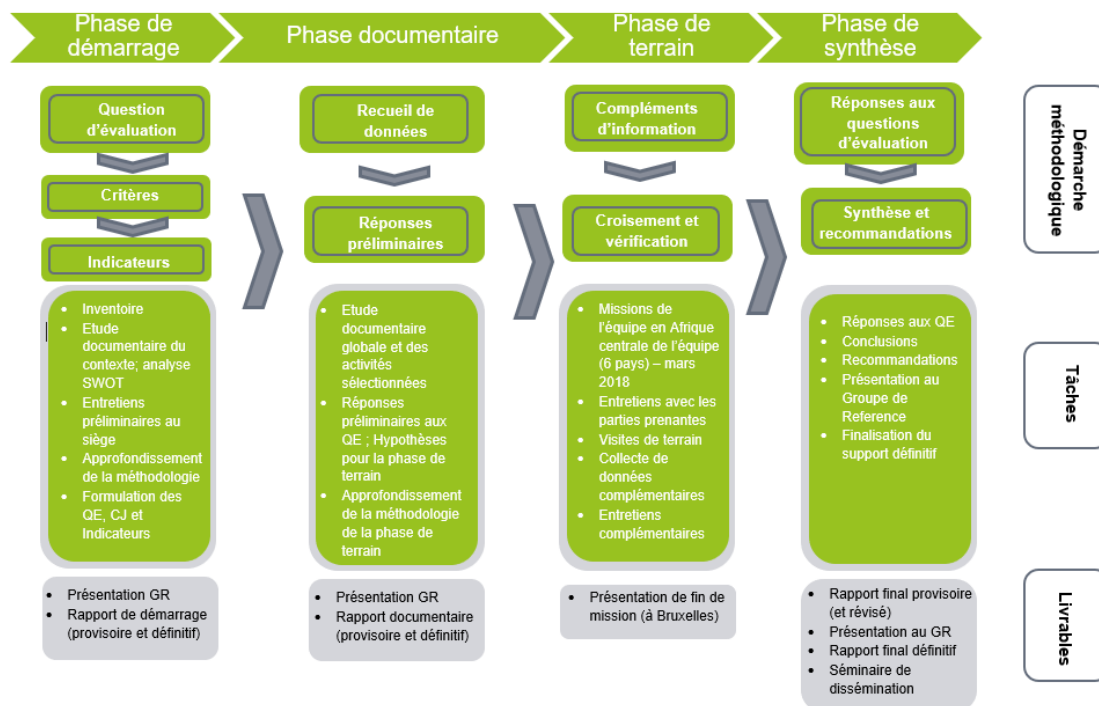 Phase de
démarrage
Phase documentaire
Phase de
terrain
Phase de
synthèse
Question
d'évaluation
Critères
Indicateurs
Recueil de
données
Réponses
préliminaires
Compléments
d'information
Croisement et
vérification
Réponses aux
questions
d'évaluation
Synthèse et
recommandations
Démarche
méthodologique
• Inventoire
• Etude
documentaire du
contexte; analyse
SWOT
• Entretiens
préliminaires au
siège
• Approfondissement
de la méthodologie
• Formulation des
QE, CJ et
Indicateurs
• Etude
documentaire
globale et des
activités
sélectionnées
• Réponses
préliminaires aux
QE ; Hypothèses
pour la phase de
terrain
• Approfondissement
de la méthodologie
de la phase de
terrain
• Missions de
l'équipe en Afrique
centrale de l'équipe
(6 pays) – mars
2018
• Entretiens avec les
parties prenantes
• Visites de terrain
• Collecte de
données
complémentaires
• Entretiens
complémentaires
• Réponses aux QE
• Conclusions
• Recommandations
• Présentation au
Groupe de
Reference
• Finalisation du
support définitif
Tâches
• Présentation GR
• Rapport de démarrage
(provisoire et définitif)
• Présentation GR
• Rapport documentaire
(provisoire et définitif)
• Présentation de fin de
mission (à Bruxelles)
• Rapport final provisoire
(et révisé)
• Présentation au GR
• Rapport final définitif
• Séminaire de
dissémination
Livrables